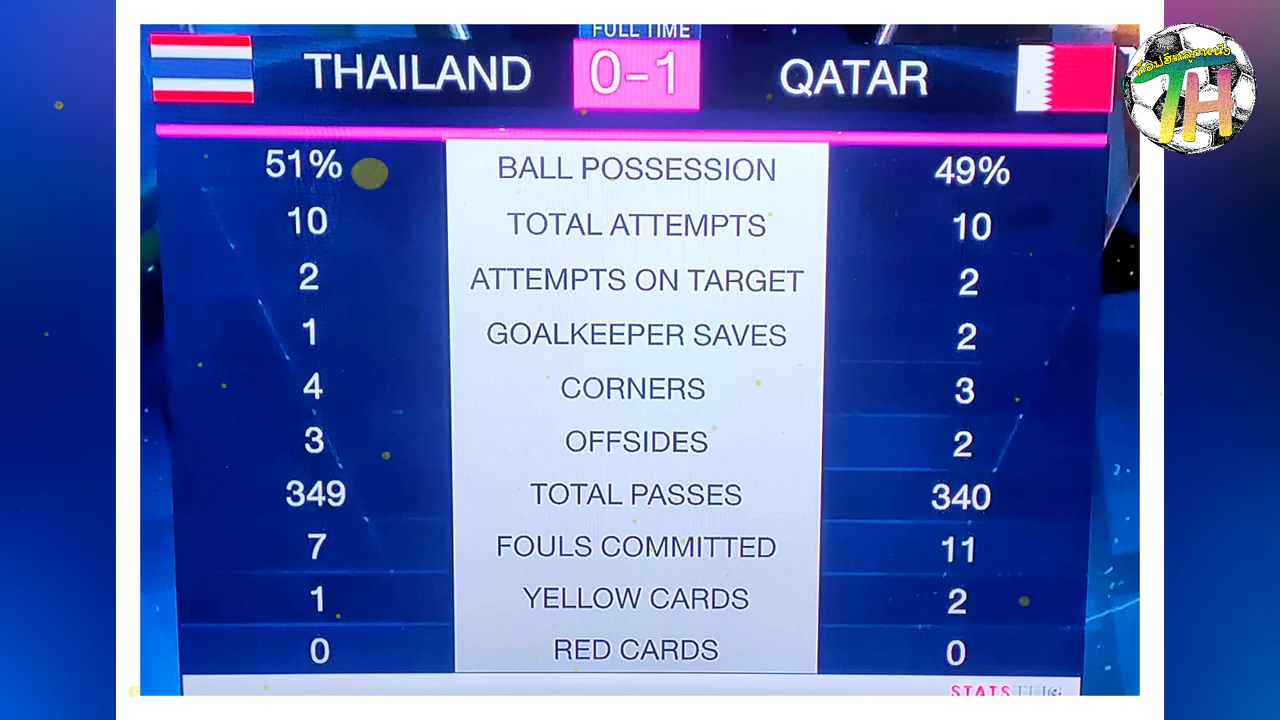 FULL TIME
THAILAND 0-1 QATAR
51% BALL POSSESSION 49%
10 TOTAL ATTEMPTS 10
2 ATTEMPTS ON TARGET 2
1 GOALKEEPER SAVES 2
4 CORNERS 3
3 OFFSIDES 2
349 TOTAL PASSES 340
7 FOULS COMMITTED 11
1 YELLOW CARDS 2
0 RED CARDS 0
STATS
TH